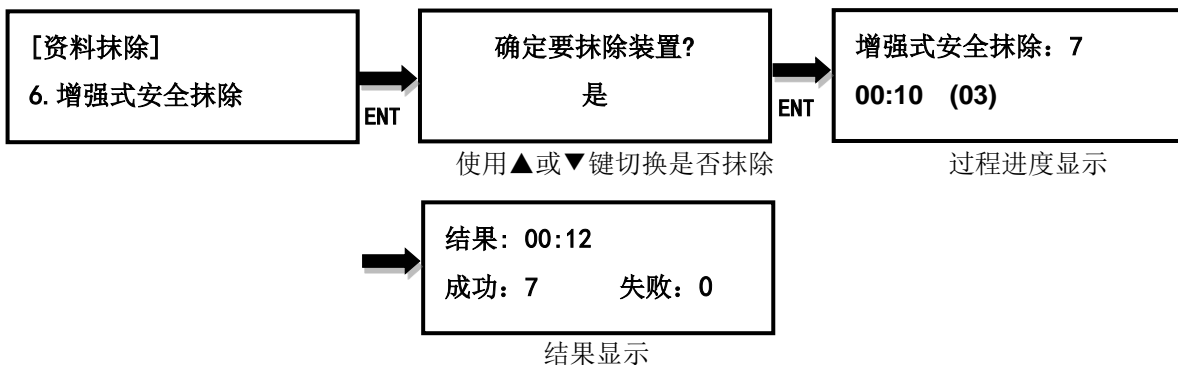 [资料抹除]
6.增强式安全抹除
ENT
确定要抹除装置?
是
ENT
增强式安全抹除：7
00:10 (03)
使用▲或▼键切换是否抹除
过程进度显示
结果: 00:12
成功：7 失败：0
结果显示